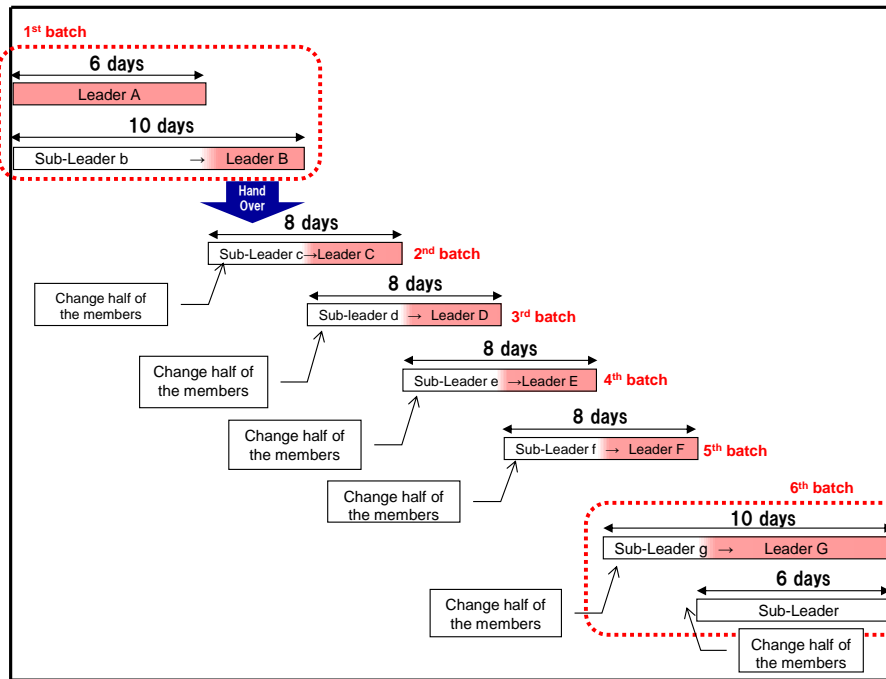 1st batch
6 days
Leader A
10 days
Sub-Leader b → Leader B
Hand
Over
8 days
Sub-Leader c→Leader C
2nd batch
Change half of
the members
8 days
Sub-leader d → Leader D
3rd batch
Change half of
the members
8 days
Sub-Leader e →Leader E
4th batch
Change half of
the members
8 days
Sub-Leader f → Leader F
5th batch
Change half of
the members
6th batch
10 days
Sub-Leader g → Leader G
Change half of
the members
6 days
Sub-Leader
Change half of
the members